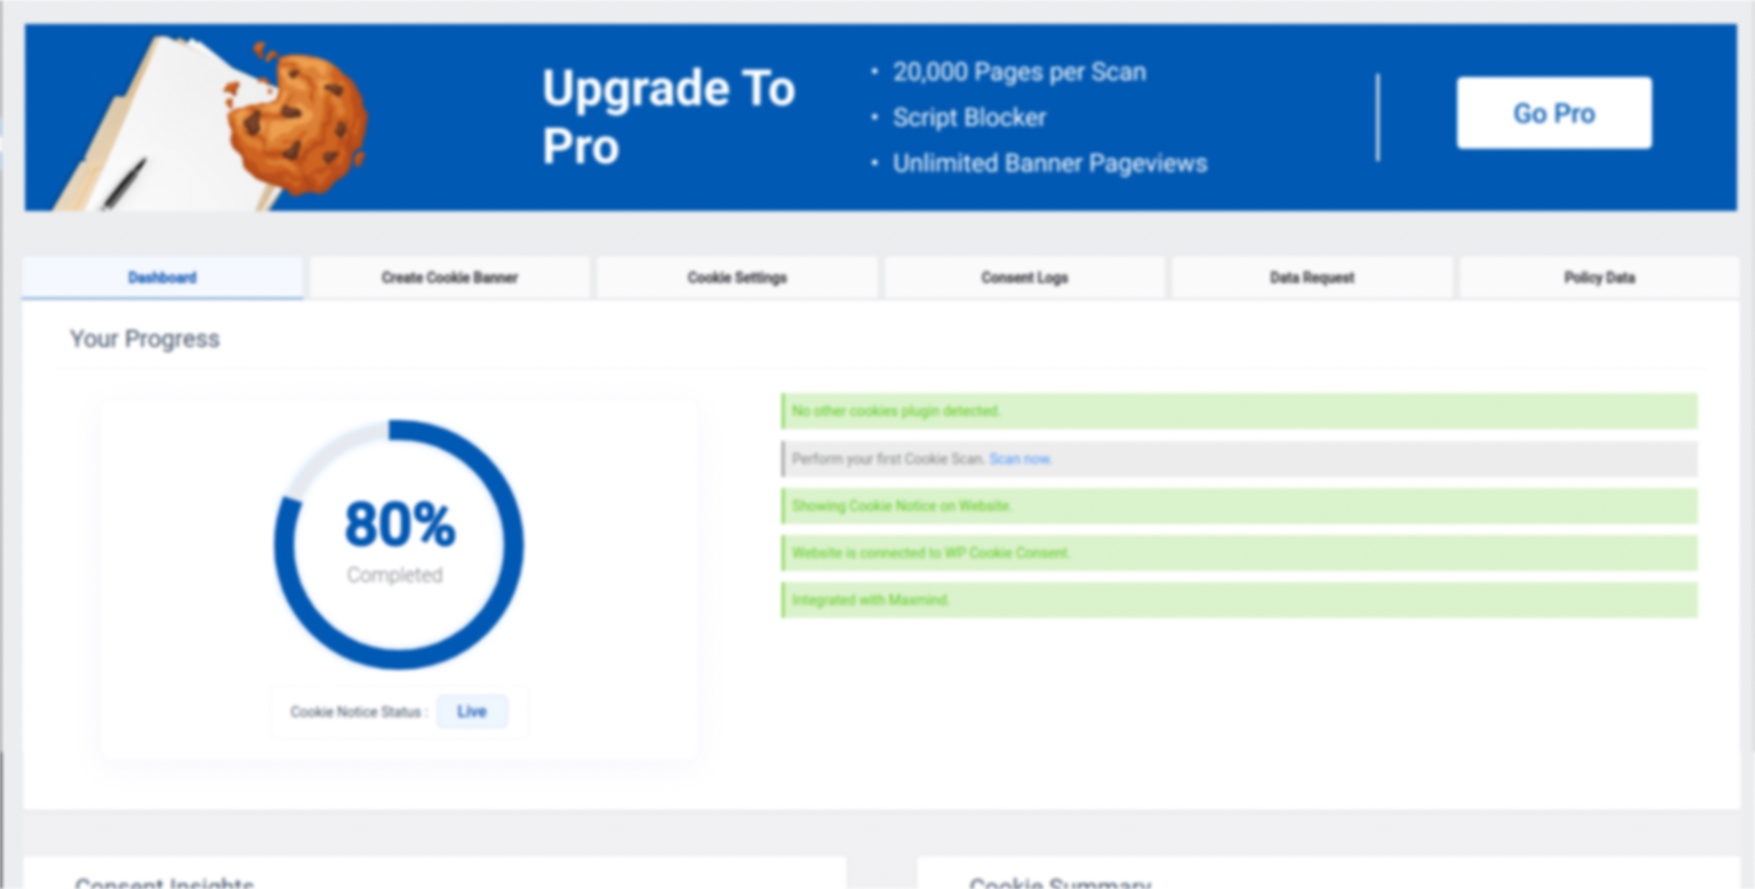 Upgrade To
Pro
• 20,000 Pages per Scan
• Script Blocker
• Unlimited Banner Pageviews
Go Pro
Dashboard
Create Cookie Banner
Cookie Settings
Consent Logs
Data Request
Policy Data
Your Progress
80%
Completed
Cookie Notice Status :
Live
No other cookies plugin detected.
Perform your first Cookie Scan. Scan now.
Showing Cookie Notice on Website.
Website is connected to WP Cookie Consent.
Integrated with Maxmind.
Consent Insights
Cookie Summary